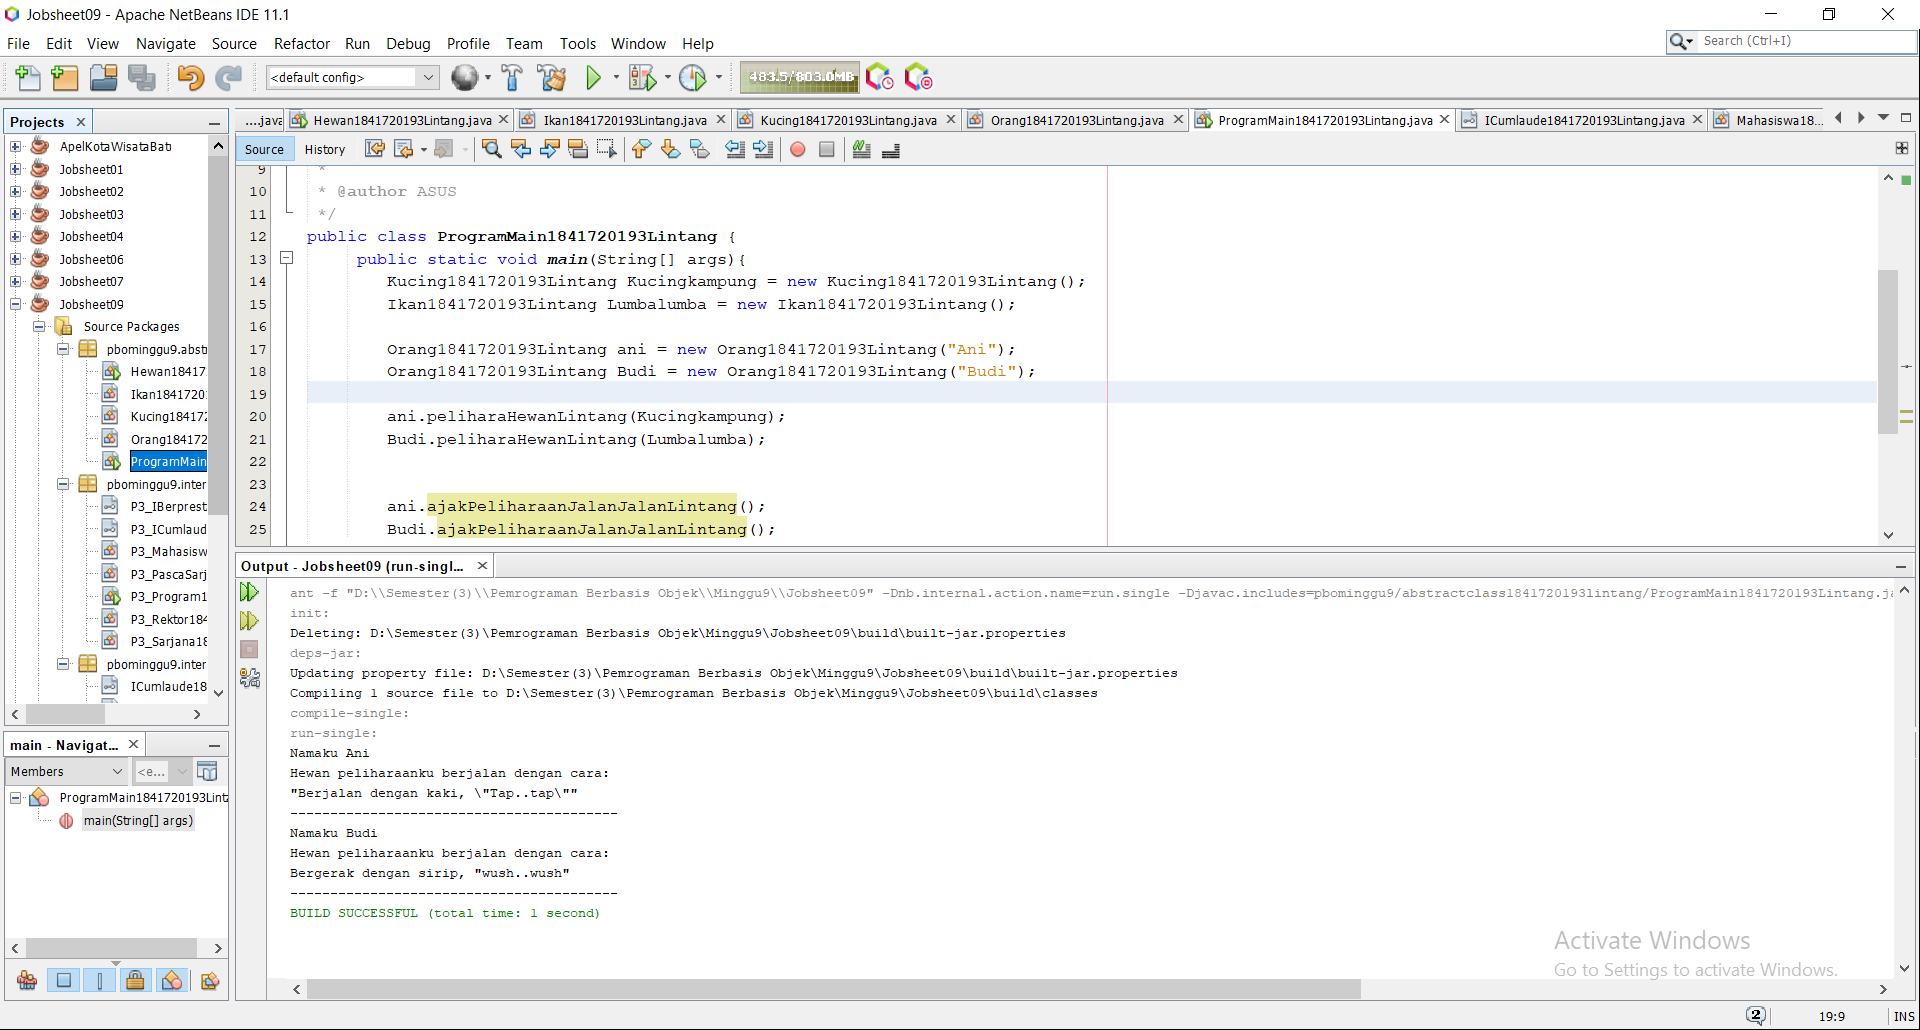 Jobsheet09 - Apache NetBeans IDE 11.1
File Edit View Navigate Source Refactor Run Debug Profile Team Tools Window Help
Search (Ctrl+I)
<default config>
483.5/803.0MB
Projects
....java
Hewan1841720193Lintang.java
Ikan1841720193Lintang.java
Kucing1841720193Lintang.java
Orang1841720193Lintang.java
ProgramMain1841720193Lintang.java
ICumlaude1841720193Lintang.java
Mahasiswa18...
Source History
ApelKotaWisataBatu
Jobsheet01
Jobsheet02
Jobsheet03
Jobsheet04
Jobsheet06
Jobsheet07
Jobsheet09
Source Packages
pbominggu9.abst
Hewan18417
Ikan1841720
Kucing18417
Orang184172
ProgramMain
pbominggu9.inter
P3_IBerprest
P3_ICumlaud
P3_Mahasisw
P3_PascaSarj
P3_Program1
P3_Rektor184
P3_Sarjana18
pbominggu9.inter
ICumlaude18
9 *
10 * @author ASUS
11 */
12 public class ProgramMain1841720193Lintang {
13 public static void main(String[] args){
14 Kucing1841720193Lintang Kucingkampung = new Kucing1841720193Lintang();
15 Ikan1841720193Lintang Lumbalumba = new Ikan1841720193Lintang();
16
17 Orang1841720193Lintang ani = new Orang1841720193Lintang("Ani");
18 Orang1841720193Lintang Budi = new Orang1841720193Lintang("Budi");
19
20 ani.peliharaHewanLintang(Kucingkampung);
21 Budi.peliharaHewanLintang(Lumbalumba);
22
23
24 ani.ajakPeliharaanJalanJalanLintang();
25 Budi.ajakPeliharaanJalanJalanLintang();
Output - Jobsheet09 (run-singl...
ant -f "D:\\Semester(3)\\Pemrograman Berbasis Objek\\Minggu9\\Jobsheet09" -Dnb.internal.action.name=run.single -Djavac.includes=pbominggu9/abstractclass1841720193lintang/ProgramMain1841720193Lintang.j
init:
Deleting: D:\Semester(3)\Pemrograman Berbasis Objek\Minggu9\Jobsheet09\build\built-jar.properties
deps-jar:
Updating property file: D:\Semester(3)\Pemrograman Berbasis Objek\Minggu9\Jobsheet09\build\built-jar.properties
Compiling 1 source file to D:\Semester(3)\Pemrograman Berbasis Objek\Minggu9\Jobsheet09\build\classes
compile-single:
run-single:
Namaku Ani
Hewan peliharaanku berjalan dengan cara:
"Berjalan dengan kaki, \"Tap..tap\""
-----------------------------------------
Namaku Budi
Hewan peliharaanku berjalan dengan cara:
Bergerak dengan sirip, "wush..wush"
-----------------------------------------
BUILD SUCCESSFUL (total time: 1 second)
main - Navigat...
Members
<e...
ProgramMain1841720193Lint
main(String[] args)
Activate Windows
Go to Settings to activate Windows.
2
19:9
INS